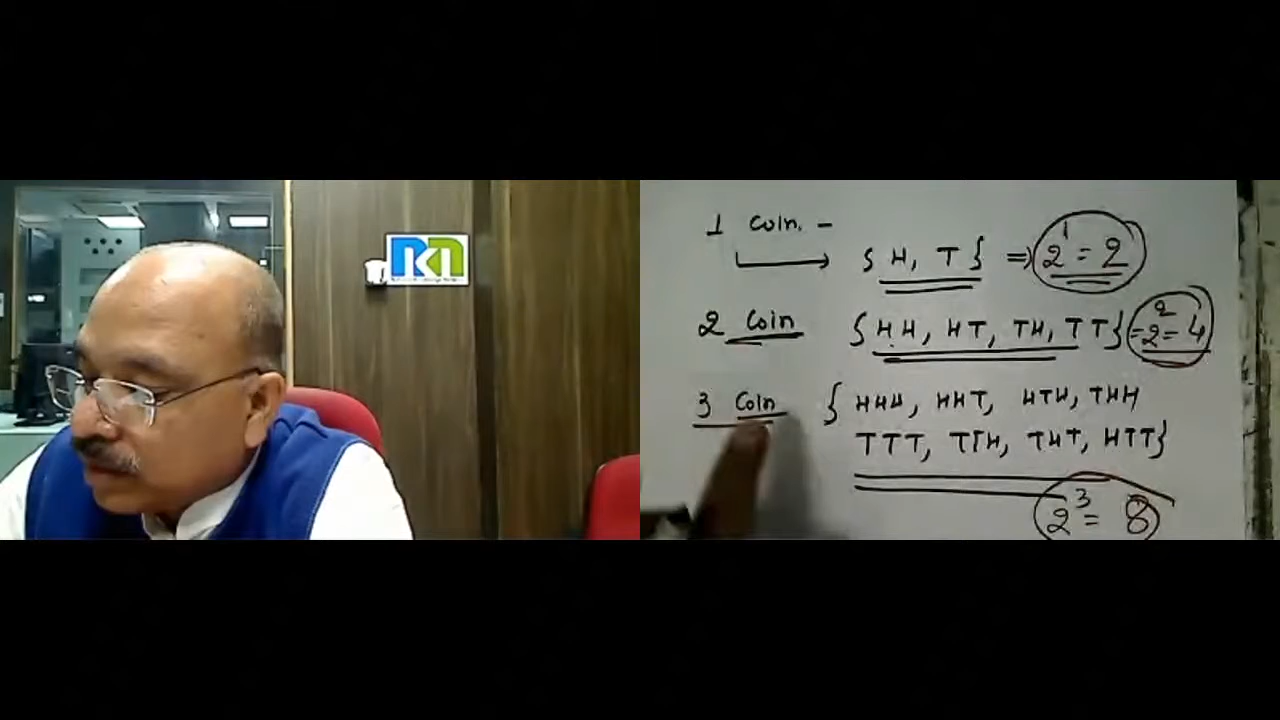 RKN
1 Coin. -
{ H, T } ⇒ 2¹ = 2
2 Coin { HH, HT, TH, TT } = 2² = 4
3 Coin { HHH, HHT, HTH, THH
TTT, TTH, THT, HTT }
2³ = 8